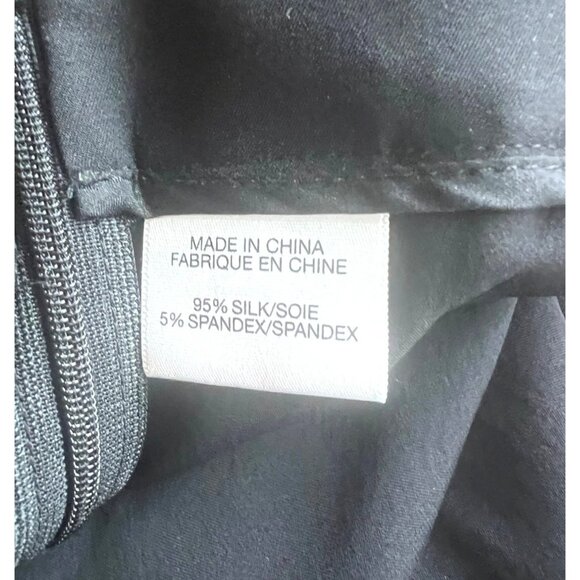 MADE IN CHINA
FABRIQUE EN CHINE
95% SILK/SOIE
5% SPANDEX/SPANDEX